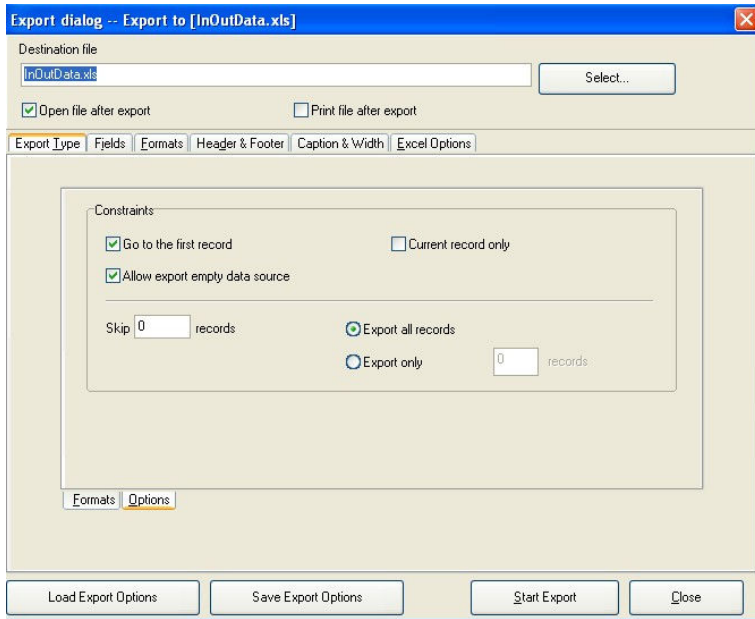 Export dialog -- Export to [InOutData.xls]
Destination file
InOutData.xls
Select...
Open file after export Print file after export
Export Type Fields Formats Header & Footer Caption & Width Excel Options
Constraints
Go to the first record Current record only
Allow export empty data source
Skip 0 records Export all records
Export only 0 records
Formats Options
Load Export Options Save Export Options Start Export Close